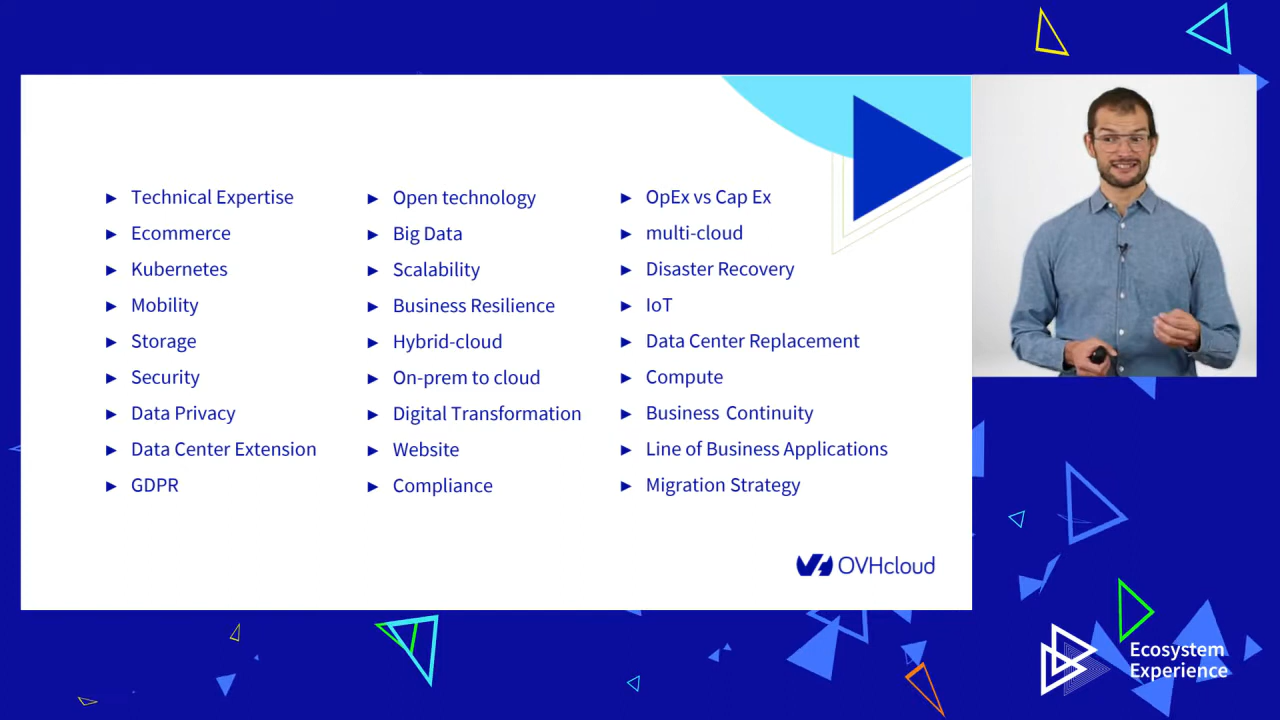 Technical Expertise
Ecommerce
Kubernetes
Mobility
Storage
Security
Data Privacy
Data Center Extension
GDPR
Open technology
Big Data
Scalability
Business Resilience
Hybrid-cloud
On-prem to cloud
Digital Transformation
Website
Compliance
OpEx vs Cap Ex
multi-cloud
Disaster Recovery
IoT
Data Center Replacement
Compute
Business Continuity
Line of Business Applications
Migration Strategy
OVHcloud
Ecosystem
Experience